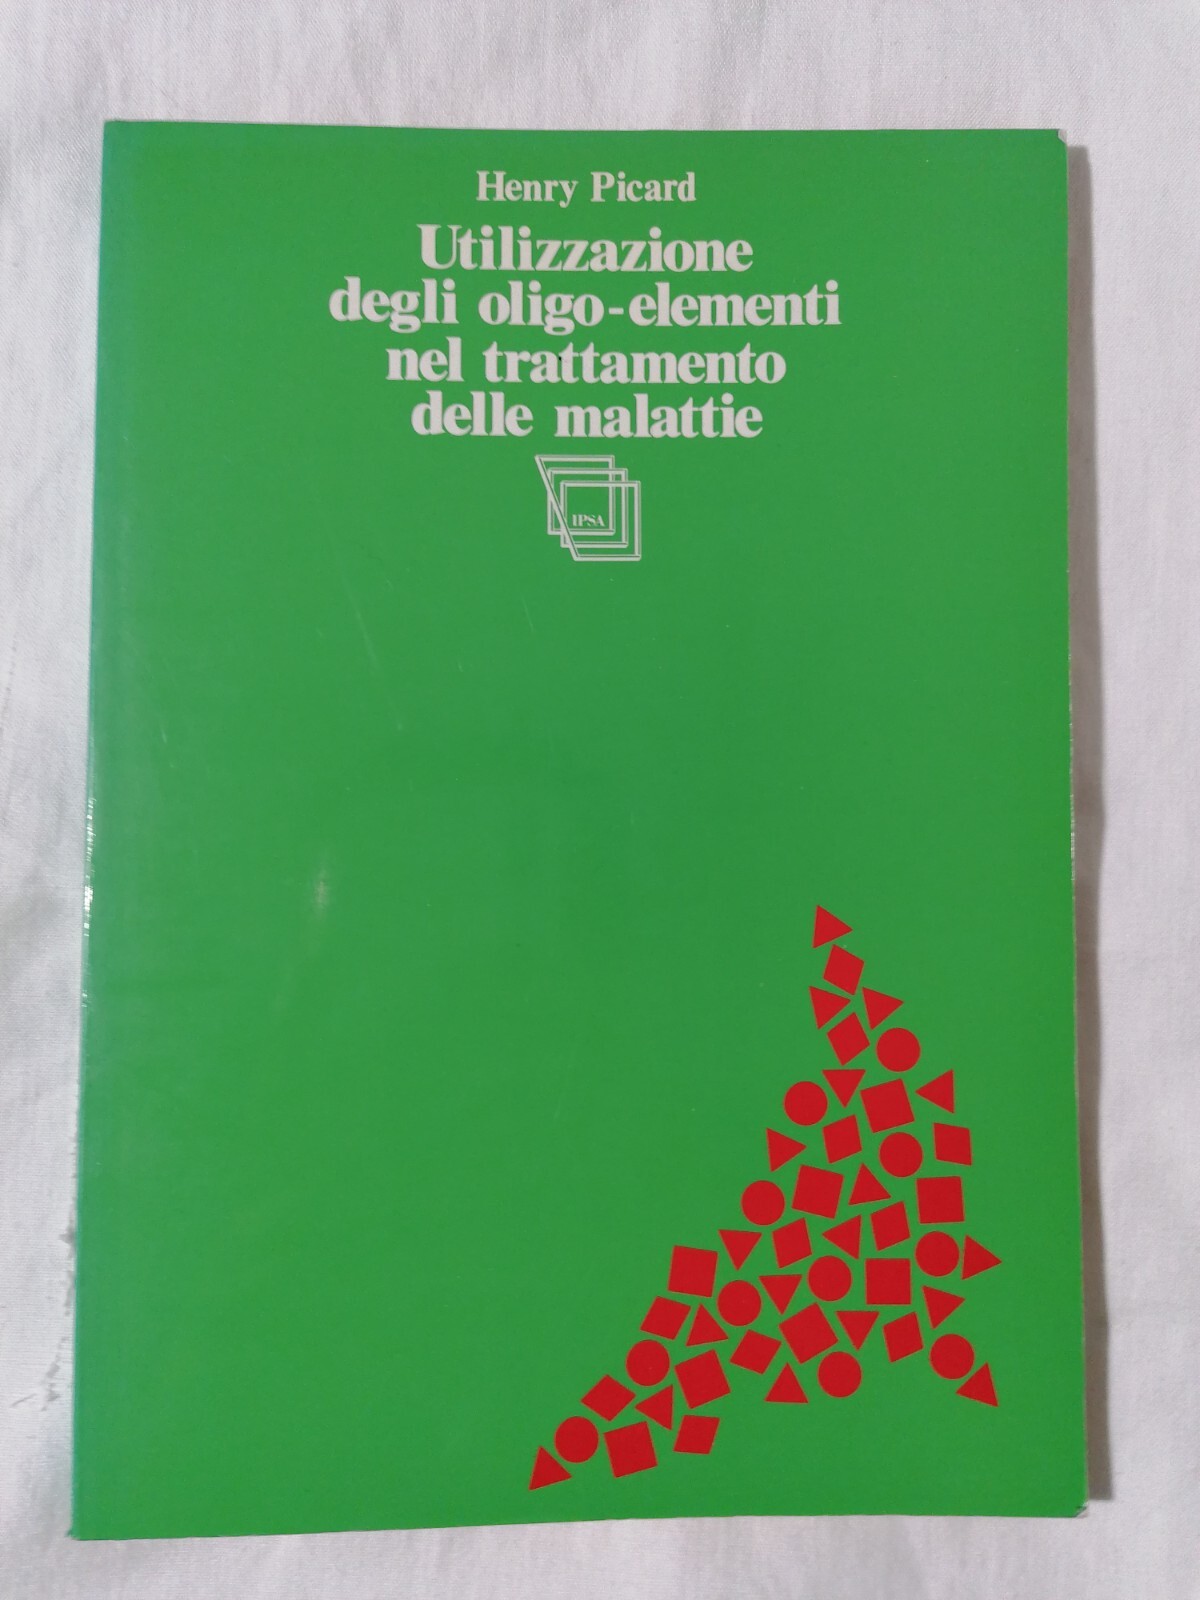 Henry Picard
Utilizzazione
degli oligo-elementi
nel trattamento
delle malattie
IPSA